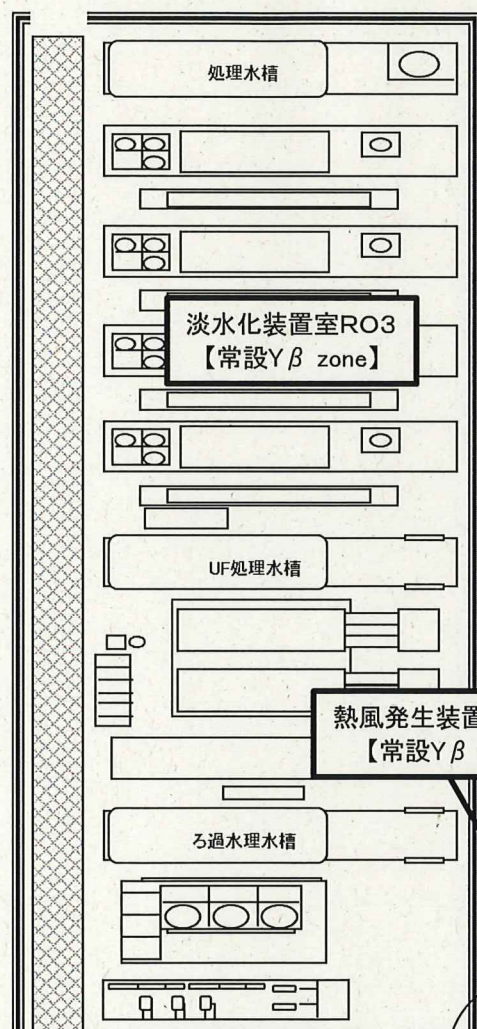 処理水槽
淡水化装置室RO3
【常設Yβ zone】
UF処理水槽
熱風発生装置
【常設Yβ
ろ過水理水槽